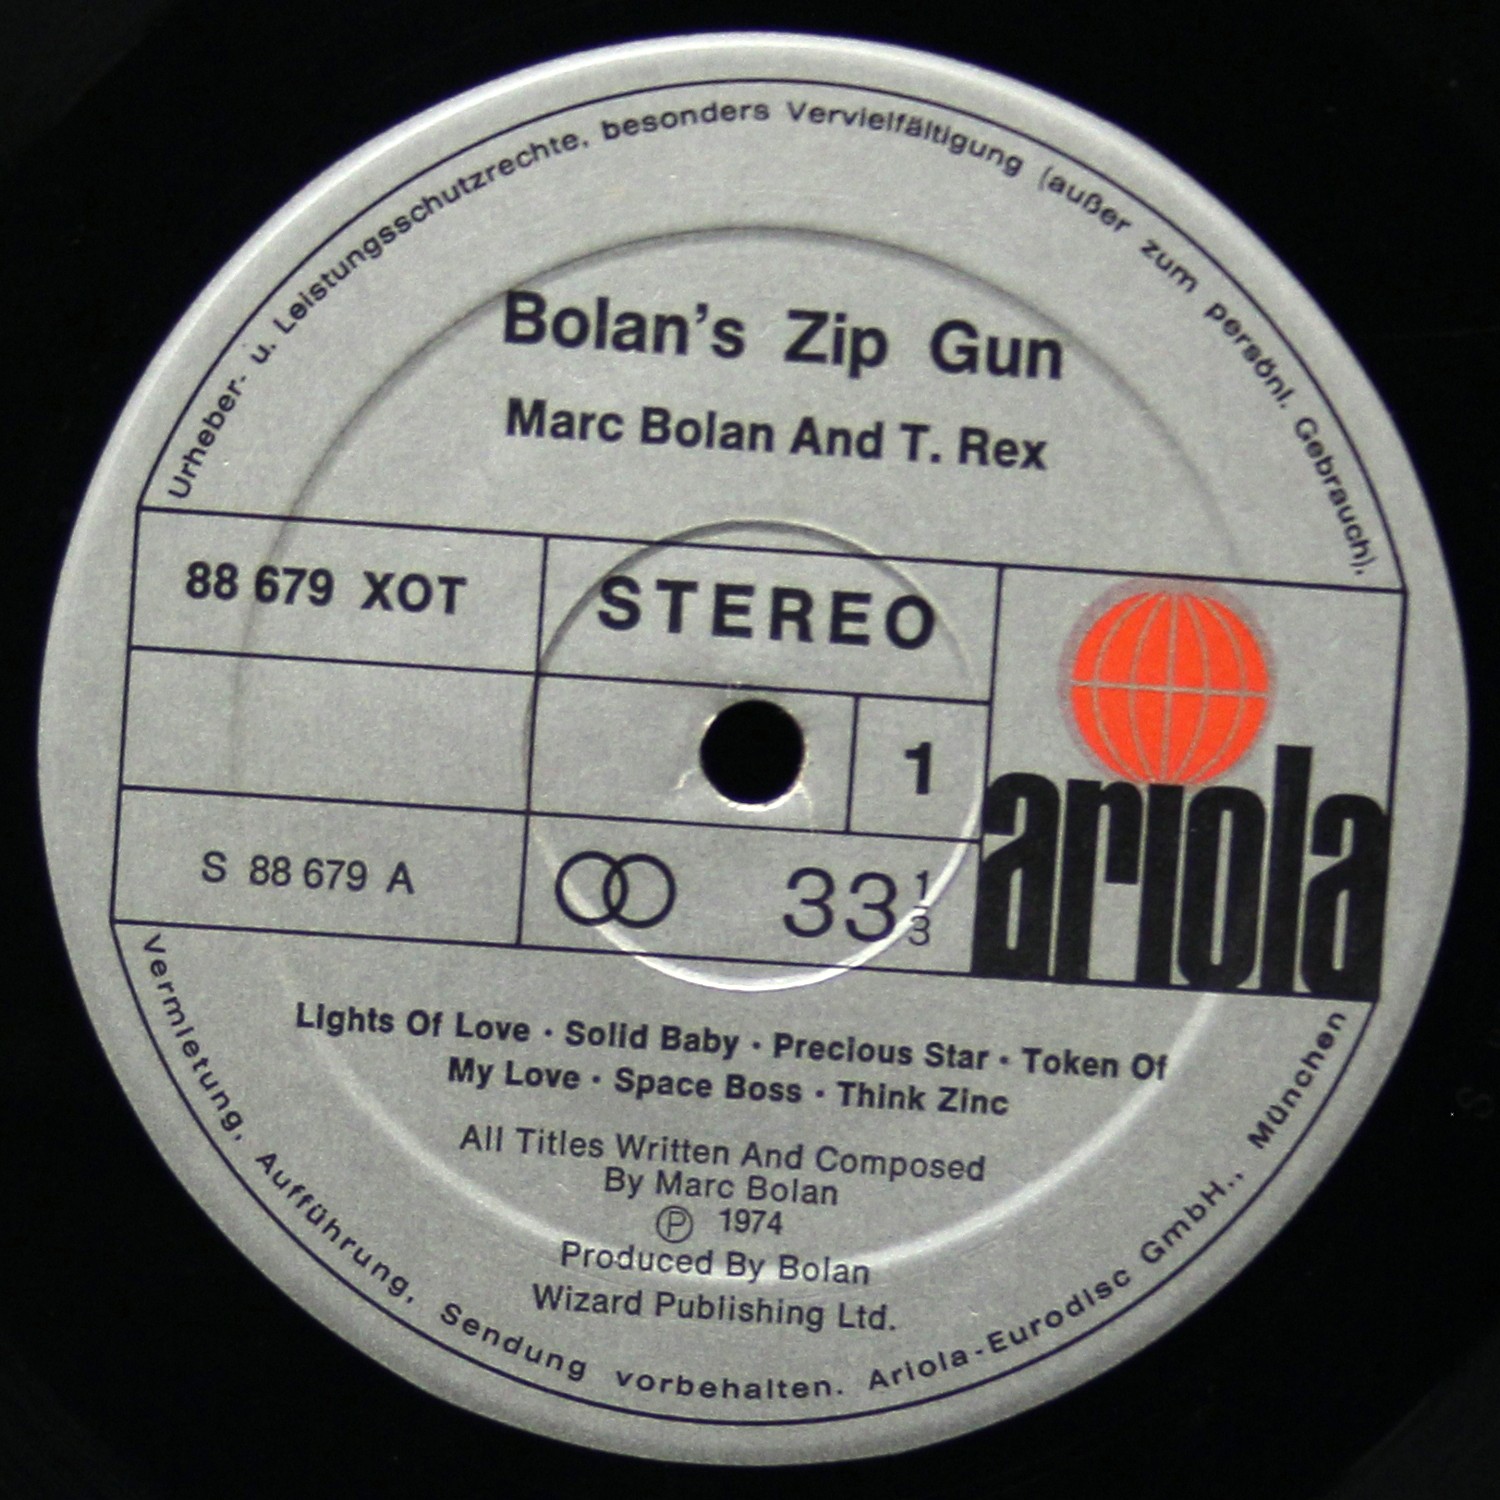 Urheber- u. Leistungsschutzrechte, besonders Vervielfältigung (außer zum persönl. Gebrauch),
Bolan's Zip Gun
Marc Bolan And T. Rex
88 679 XOT
STEREO
1
S 88 679 A
33 1/3
ariola
Lights Of Love · Solid Baby · Precious Star · Token Of
My Love · Space Boss · Think Zinc
All Titles Written And Composed
By Marc Bolan
Ⓟ 1974
Produced By Bolan
Wizard Publishing Ltd.
Vermietung, Aufführung, Sendung vorbehalten. Ariola-Eurodisc GmbH., München